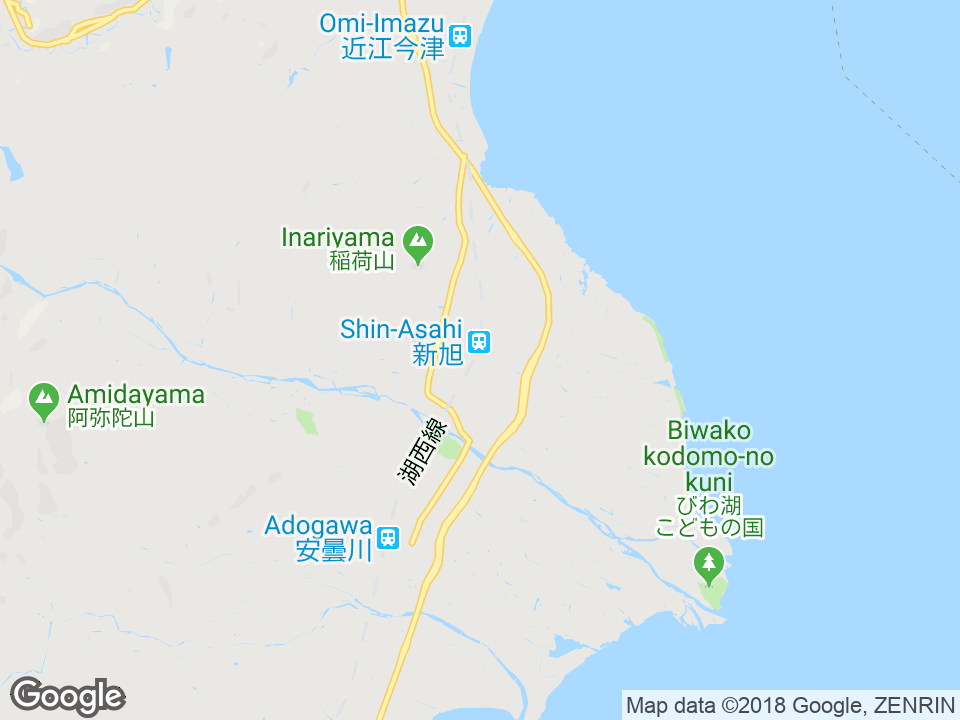 Omi-Imazu
近江今津
Inariyama
稲荷山
Shin-Asahi
新旭
Amidayama
阿弥陀山
湖西線
Biwako
kodomo-no
kuni
びわ湖
こどもの国
Adogawa
安曇川
Google
Map data ©2018 Google, ZENRIN